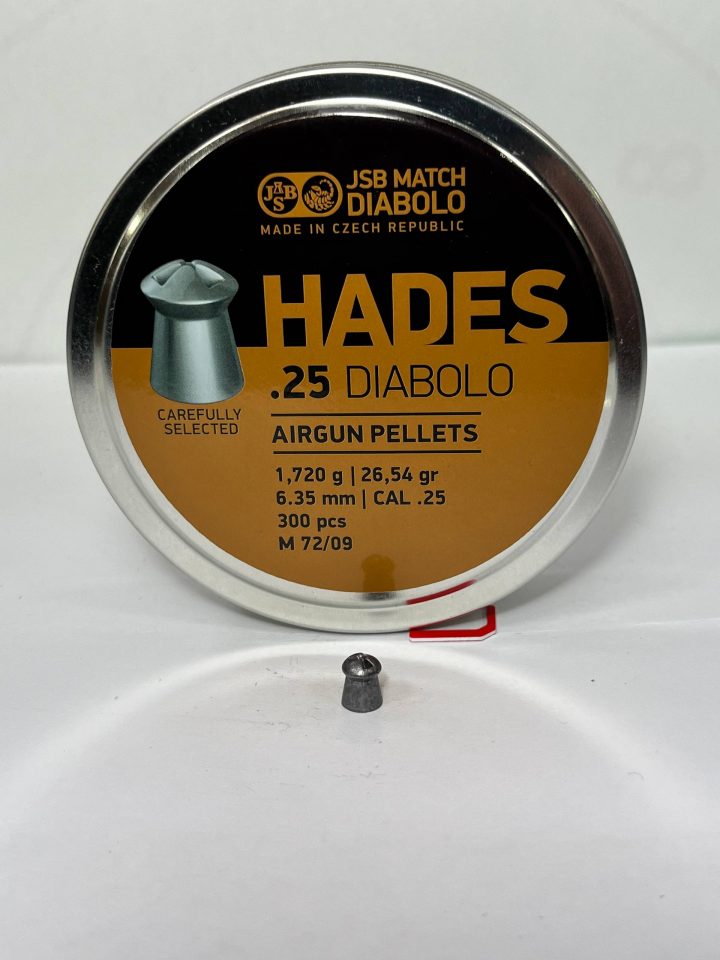 JASB
JSB MATCH
DIABOLO
MADE IN CZECH REPUBLIC
HADES
.25 DIABOLO
CAREFULLY
SELECTED
AIRGUN PELLETS
1,720 g | 26,54 gr
6.35 mm | CAL .25
300 pcs
M 72/09